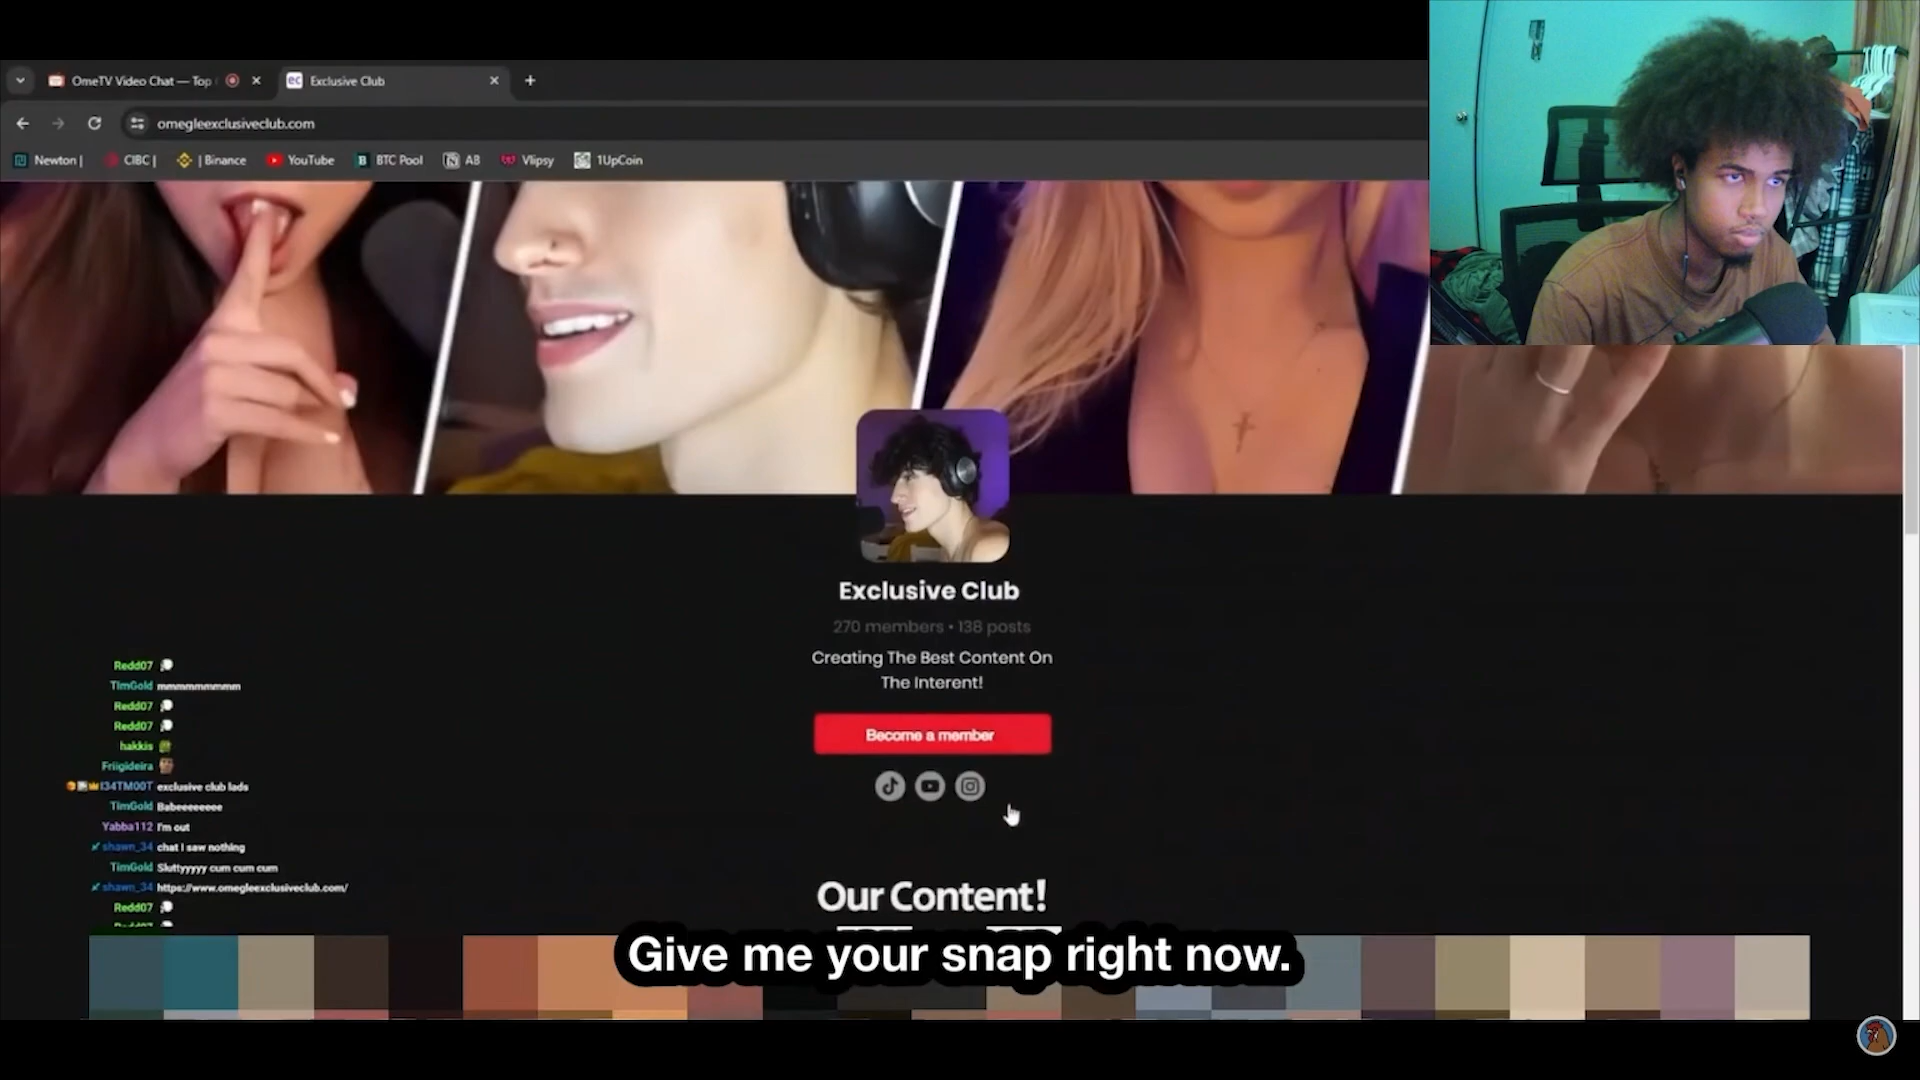 OmeTV Video Chat — Top
Exclusive Club
omegleexclusiveclub.com
Newton |
CIBC |
| Binance
YouTube
BTC Pool
AB
Vlipsy
1UpCoin
Exclusive Club
270 members • 138 posts
Creating The Best Content On
The Interent!
Become a member
Redd07
TimGold mmmmmmmmmm
Redd07
Redd07
hakkis
Friigideira
I34TM00T exclusive club lads
TimGold Babeeeeeeee
Yabba112 I'm out
shawn_34 chat I saw nothing
TimGold Sluttyyyyy cum cum cum
shawn_34 https://www.omegleexclusiveclub.com/
Redd07
Our Content!
Give me your snap right now.